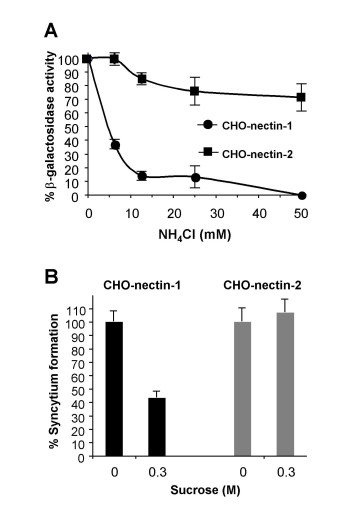 A
% β-galactosidase activity
100
90
80
70
60
50
40
30
20
10
0
CHO-nectin-1
CHO-nectin-2
0 10 20 30 40 50
NH4Cl (mM)
B
CHO-nectin-1 CHO-nectin-2
% Syncytium formation
110
100
90
80
70
60
50
40
30
20
10
0
0 0.3 0 0.3
Sucrose (M)